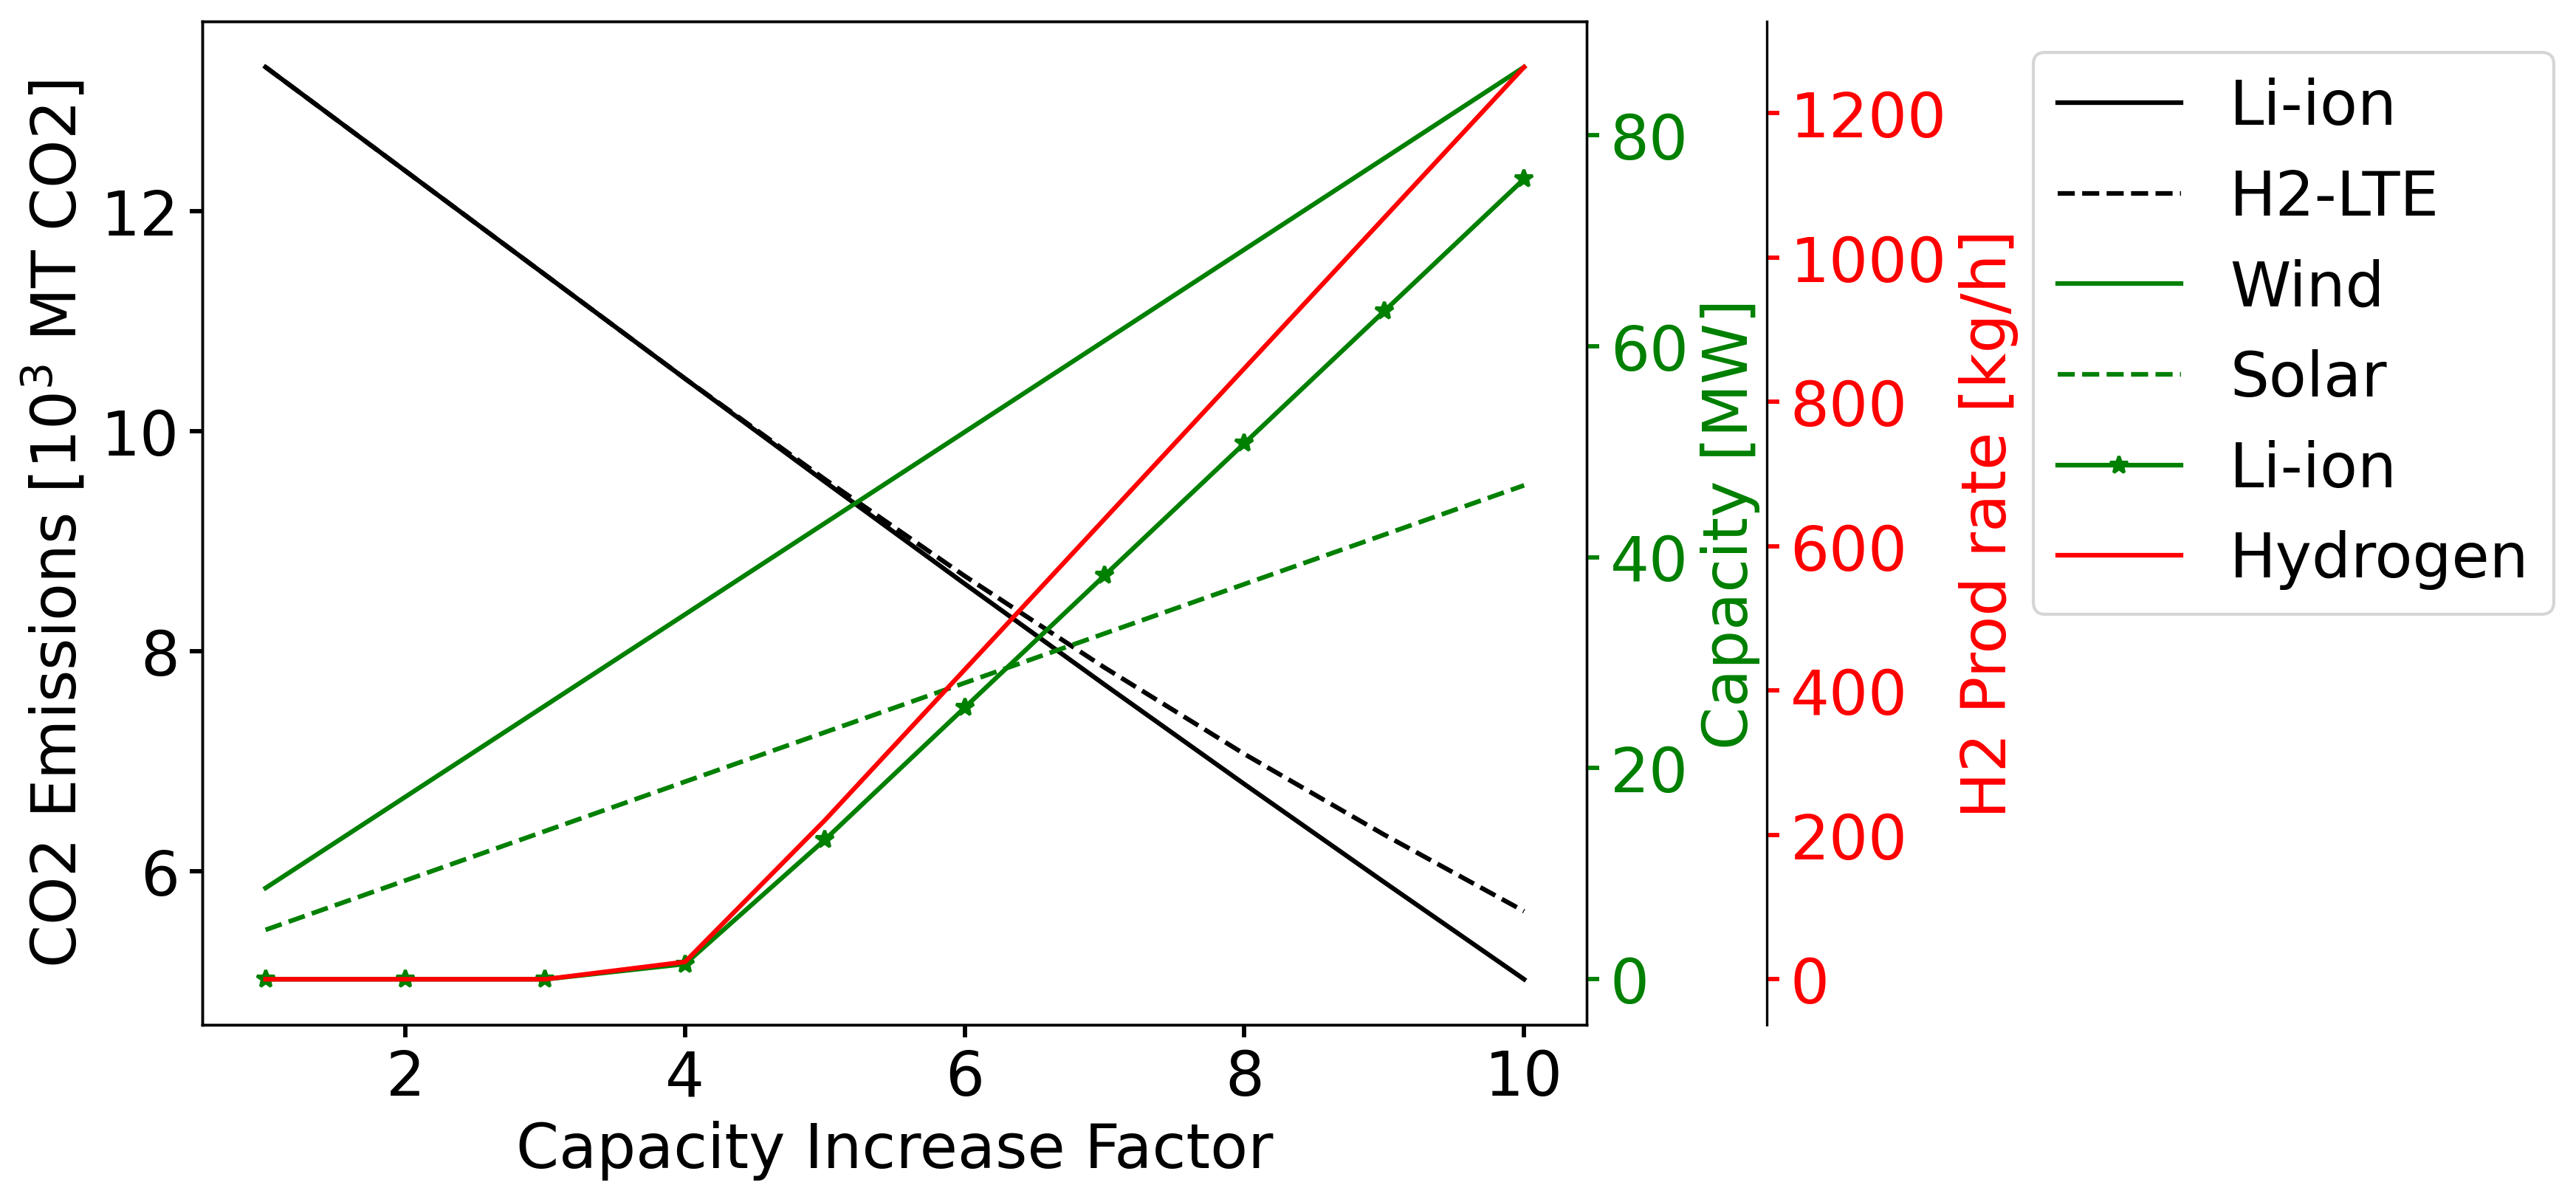 CO2 Emissions [10³ MT CO2]
12
10
8
6
2
4
6
8
10
Capacity Increase Factor
80
60
40
20
0
Capacity [MW]
1200
1000
800
600
400
200
0
H2 Prod rate [kg/h]
Li-ion
H2-LTE
Wind
Solar
Li-ion
Hydrogen